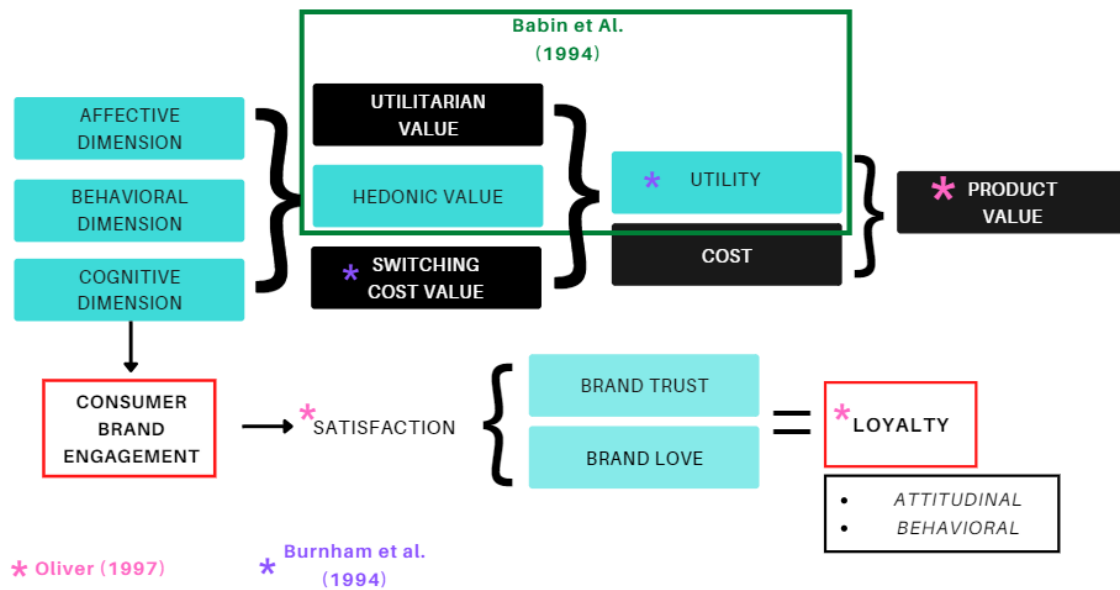 Babin et Al.
(1994)
AFFECTIVE
DIMENSION
BEHAVIORAL
DIMENSION
COGNITIVE
DIMENSION
UTILITARIAN
VALUE
HEDONIC VALUE
* SWITCHING
COST VALUE
* UTILITY
COST
* PRODUCT
VALUE
CONSUMER
BRAND
ENGAGEMENT
* SATISFACTION
BRAND TRUST
BRAND LOVE
=
* LOYALTY
• ATTITUDINAL
• BEHAVIORAL
* Oliver (1997)
* Burnham et al.
(1994)